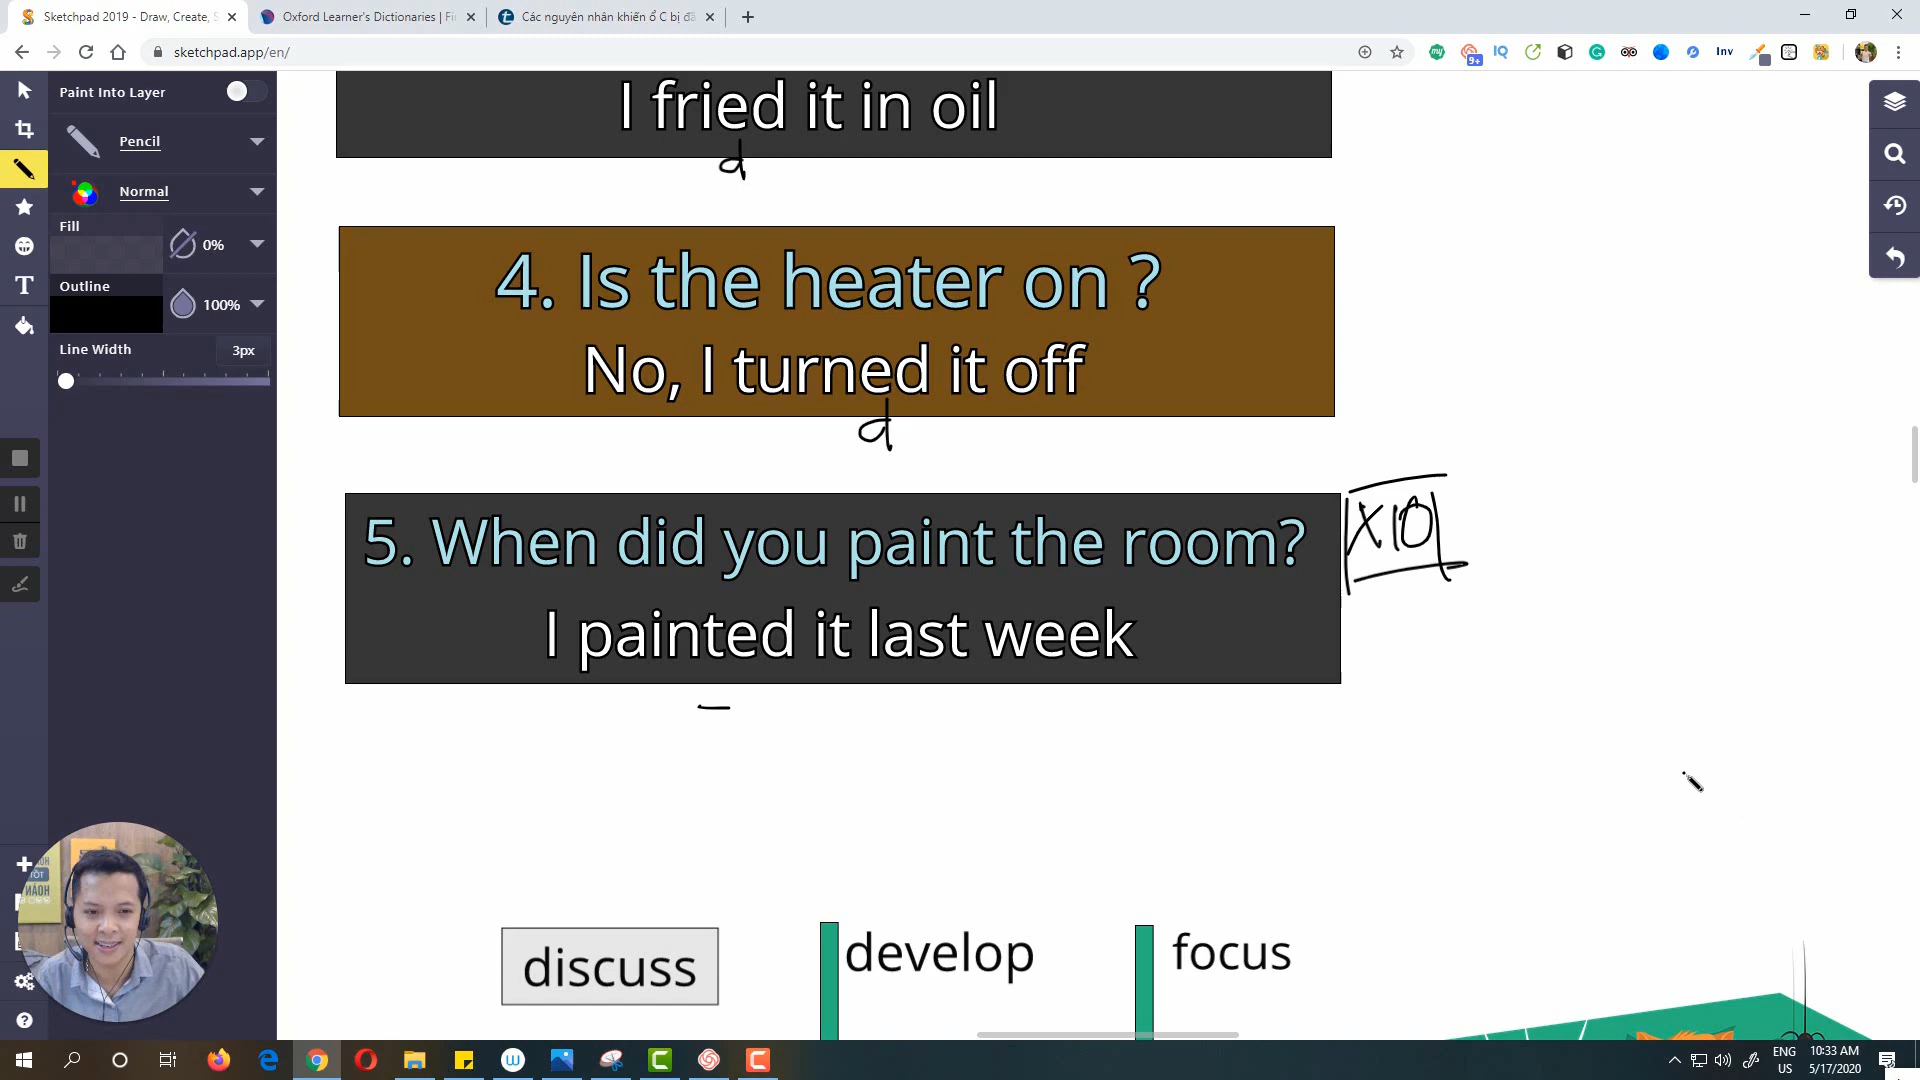 Sketchpad 2019 - Draw, Create, S
Oxford Learner's Dictionaries | Fi
Các nguyên nhân khiến ổ C bị đầ
sketchpad.app/en/
9+
IQ
Inv
Paint Into Layer
Pencil
Normal
Fill
0%
Outline
100%
Line Width
3px
I fried it in oil
d
4. Is the heater on ?
No, I turned it off
d
5. When did you paint the room?
X10
I painted it last week
discuss
develop
focus
ENG
US
10:33 AM
5/17/2020